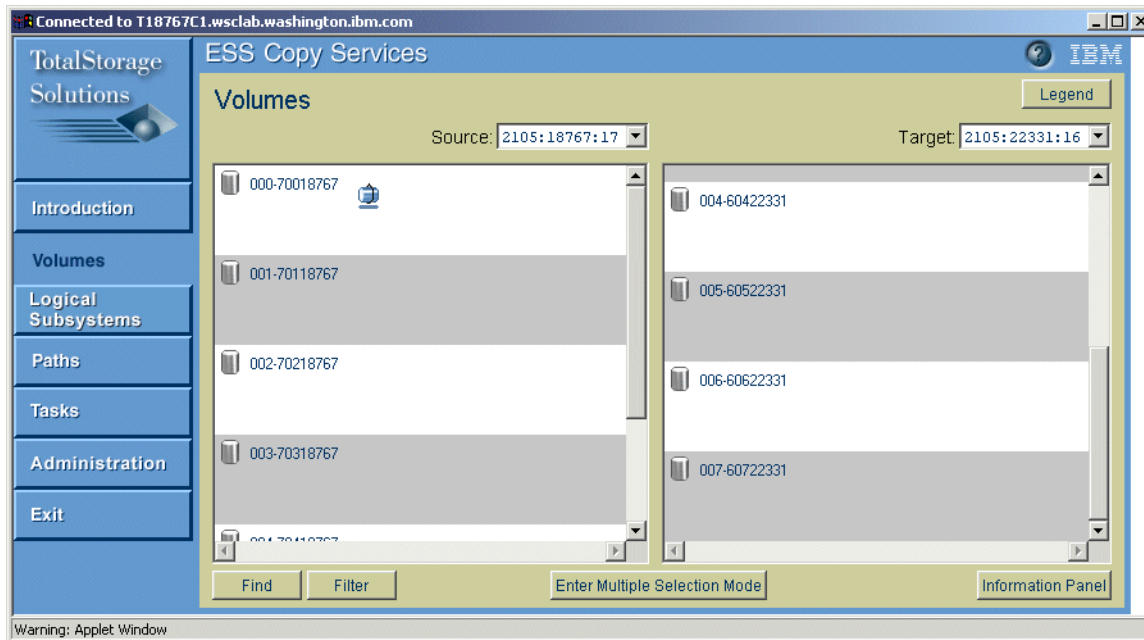 Connected to T18767C1.wsclab.washington.ibm.com
TotalStorage
Solutions
ESS Copy Services
? IBM
Volumes
Legend
Source: 2105:18767:17
Target: 2105:22331:16
Introduction
Volumes
Logical
Subsystems
Paths
Tasks
Administration
Exit
000-70018767
001-70118767
002-70218767
003-70318767
004-60422331
005-60522331
006-60622331
007-60722331
Find
Filter
Enter Multiple Selection Mode
Information Panel
Warning: Applet Window